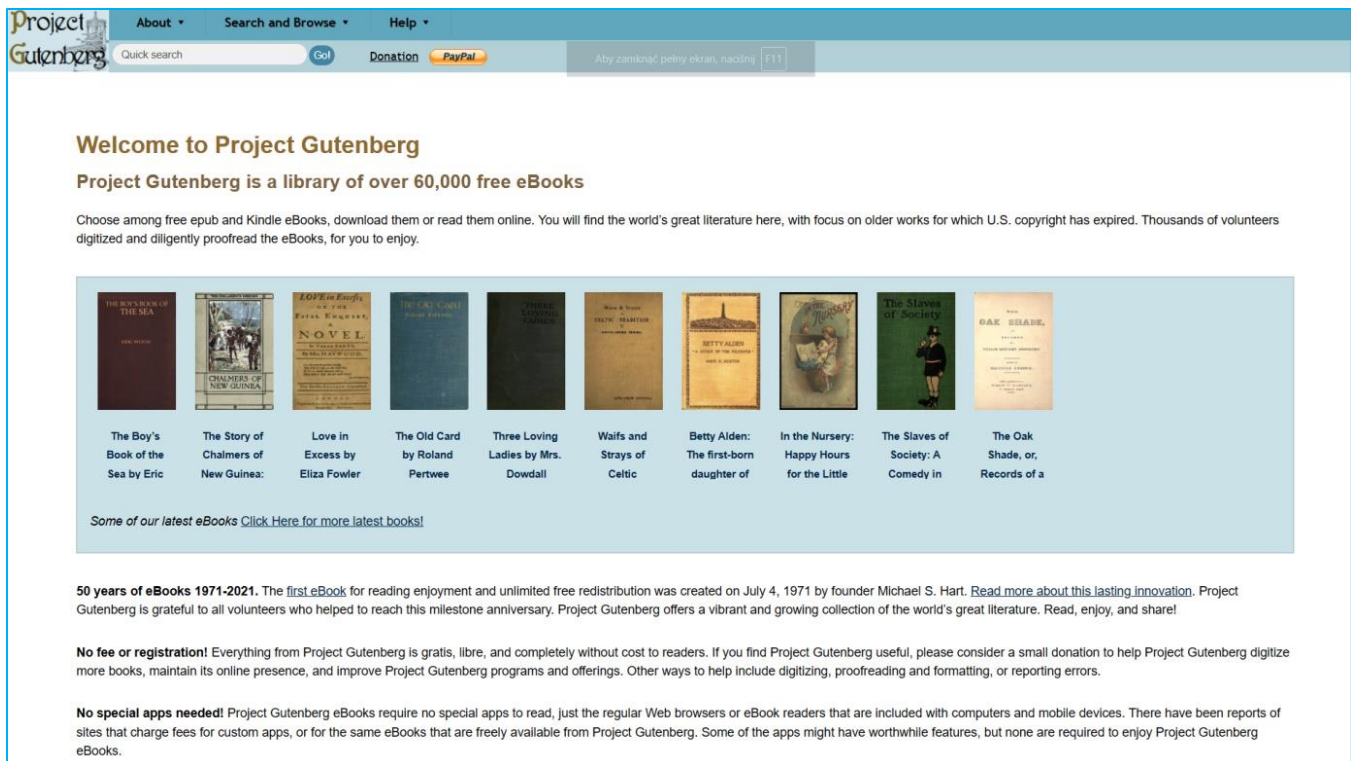 Project Gutenberg
About ▾ Search and Browse ▾ Help ▾
Quick search Go! Donation PayPal
Aby zamknąć pełny ekran, naciśnij F11
Welcome to Project Gutenberg
Project Gutenberg is a library of over 60,000 free eBooks
Choose among free epub and Kindle eBooks, download them or read them online. You will find the world's great literature here, with focus on older works for which U.S. copyright has expired. Thousands of volunteers
digitized and diligently proofread the eBooks, for you to enjoy.
THE BOY'S BOOK OF
THE SEA
ERIC WOOD
CHALMERS OF
NEW GUINEA
LOVE in Excess;
OR THE
Fatal Enquiry,
A
NOVEL
The Old Card
THREE
LOVING
LADIES
CELTIC TRADITION
BETTY ALDEN
IN THE NURSERY
The Slaves
of Society
OAK SHADE,
The Boy's
Book of the
Sea by Eric
The Story of
Chalmers of
New Guinea:
Love in
Excess by
Eliza Fowler
The Old Card
by Roland
Pertwee
Three Loving
Ladies by Mrs.
Dowdall
Waifs and
Strays of
Celtic
Betty Alden:
The first-born
daughter of
In the Nursery:
Happy Hours
for the Little
The Slaves of
Society: A
Comedy in
The Oak
Shade, or,
Records of a
Some of our latest eBooks Click Here for more latest books!
50 years of eBooks 1971-2021. The first eBook for reading enjoyment and unlimited free redistribution was created on July 4, 1971 by founder Michael S. Hart. Read more about this lasting innovation. Project
Gutenberg is grateful to all volunteers who helped to reach this milestone anniversary. Project Gutenberg offers a vibrant and growing collection of the world's great literature. Read, enjoy, and share!
No fee or registration! Everything from Project Gutenberg is gratis, libre, and completely without cost to readers. If you find Project Gutenberg useful, please consider a small donation to help Project Gutenberg digitize
more books, maintain its online presence, and improve Project Gutenberg programs and offerings. Other ways to help include digitizing, proofreading and formatting, or reporting errors.
No special apps needed! Project Gutenberg eBooks require no special apps to read, just the regular Web browsers or eBook readers that are included with computers and mobile devices. There have been reports of
sites that charge fees for custom apps, or for the same eBooks that are freely available from Project Gutenberg. Some of the apps might have worthwhile features, but none are required to enjoy Project Gutenberg
eBooks.